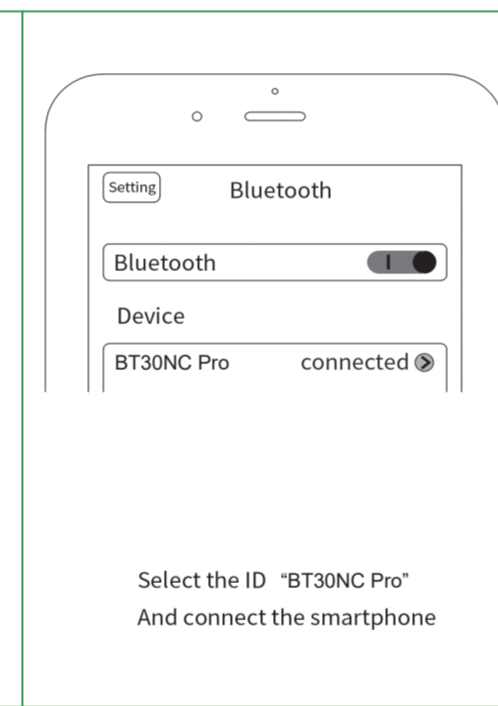 Setting Bluetooth
Bluetooth
Device
BT30NC Pro connected
Select the ID “BT30NC Pro”
And connect the smartphone